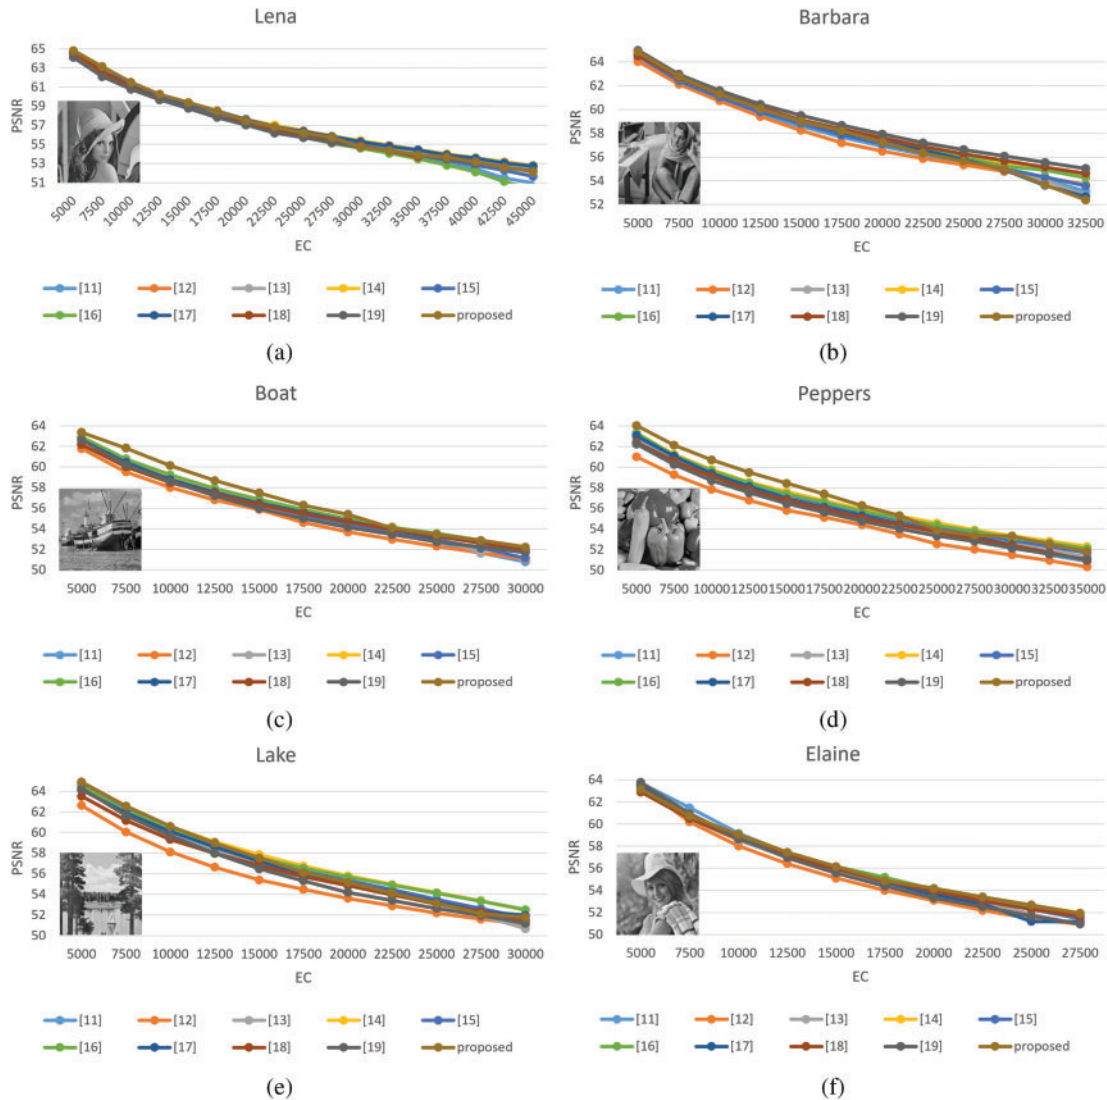 Lena
PSNR
65
63
61
59
57
55
53
51
5000 7500 10000 12500 15000 17500 20000 22500 25000 27500 30000 32500 35000 37500 40000 42500 45000
EC
[11] [12] [13] [14] [15]
[16] [17] [18] [19] proposed
(a)
Barbara
PSNR
64
62
60
58
56
54
52
5000 7500 10000 12500 15000 17500 20000 22500 25000 27500 30000 32500
EC
[11] [12] [13] [14] [15]
[16] [17] [18] [19] proposed
(b)
Boat
PSNR
64
62
60
58
56
54
52
50
5000 7500 10000 12500 15000 17500 20000 22500 25000 27500 30000
EC
[11] [12] [13] [14] [15]
[16] [17] [18] [19] proposed
(c)
Peppers
PSNR
64
62
60
58
56
54
52
50
5000 7500 10000 12500 15000 17500 20000 22500 25000 27500 30000 32500 35000
EC
[11] [12] [13] [14] [15]
[16] [17] [18] [19] proposed
(d)
Lake
PSNR
64
62
60
58
56
54
52
50
5000 7500 10000 12500 15000 17500 20000 22500 25000 27500 30000
EC
[11] [12] [13] [14] [15]
[16] [17] [18] [19] proposed
(e)
Elaine
PSNR
64
62
60
58
56
54
52
50
5000 7500 10000 12500 15000 17500 20000 22500 25000 27500
EC
[11] [12] [13] [14] [15]
[16] [17] [18] [19] proposed
(f)